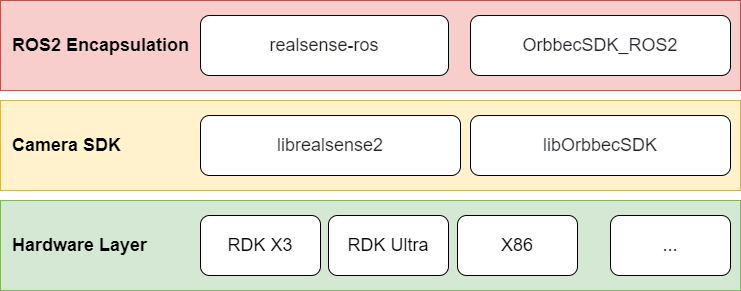 ROS2 Encapsulation
realsense-ros
OrbbecSDK_ROS2
Camera SDK
librealsense2
libOrbbecSDK
Hardware Layer
RDK X3
RDK Ultra
X86
...